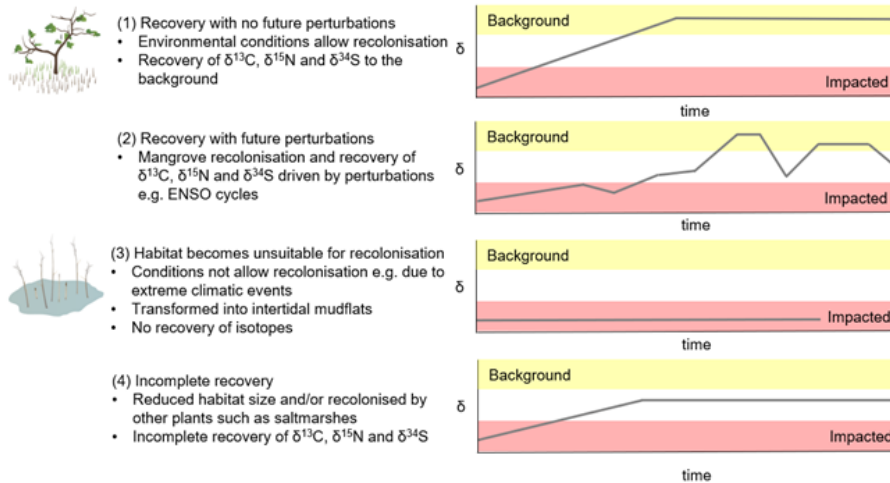 (1) Recovery with no future perturbations
• Environmental conditions allow recolonisation
• Recovery of δ¹³C, δ¹⁵N and δ³⁴S to the
background
Background
δ
Impacted
time
(2) Recovery with future perturbations
• Mangrove recolonisation and recovery of
δ¹³C, δ¹⁵N and δ³⁴S driven by perturbations
e.g. ENSO cycles
Background
δ
Impacted
time
(3) Habitat becomes unsuitable for recolonisation
• Conditions not allow recolonisation e.g. due to
extreme climatic events
• Transformed into intertidal mudflats
• No recovery of isotopes
Background
δ
Impacted
time
(4) Incomplete recovery
• Reduced habitat size and/or recolonised by
other plants such as saltmarshes
• Incomplete recovery of δ¹³C, δ¹⁵N and δ³⁴S
Background
δ
Impacted
time